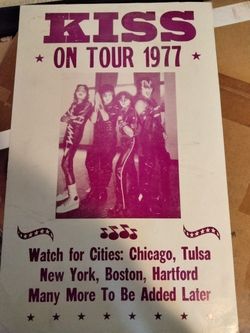 KISS
ON TOUR 1977
Watch for Cities: Chicago, Tulsa
New York, Boston, Hartford
Many More To Be Added Later